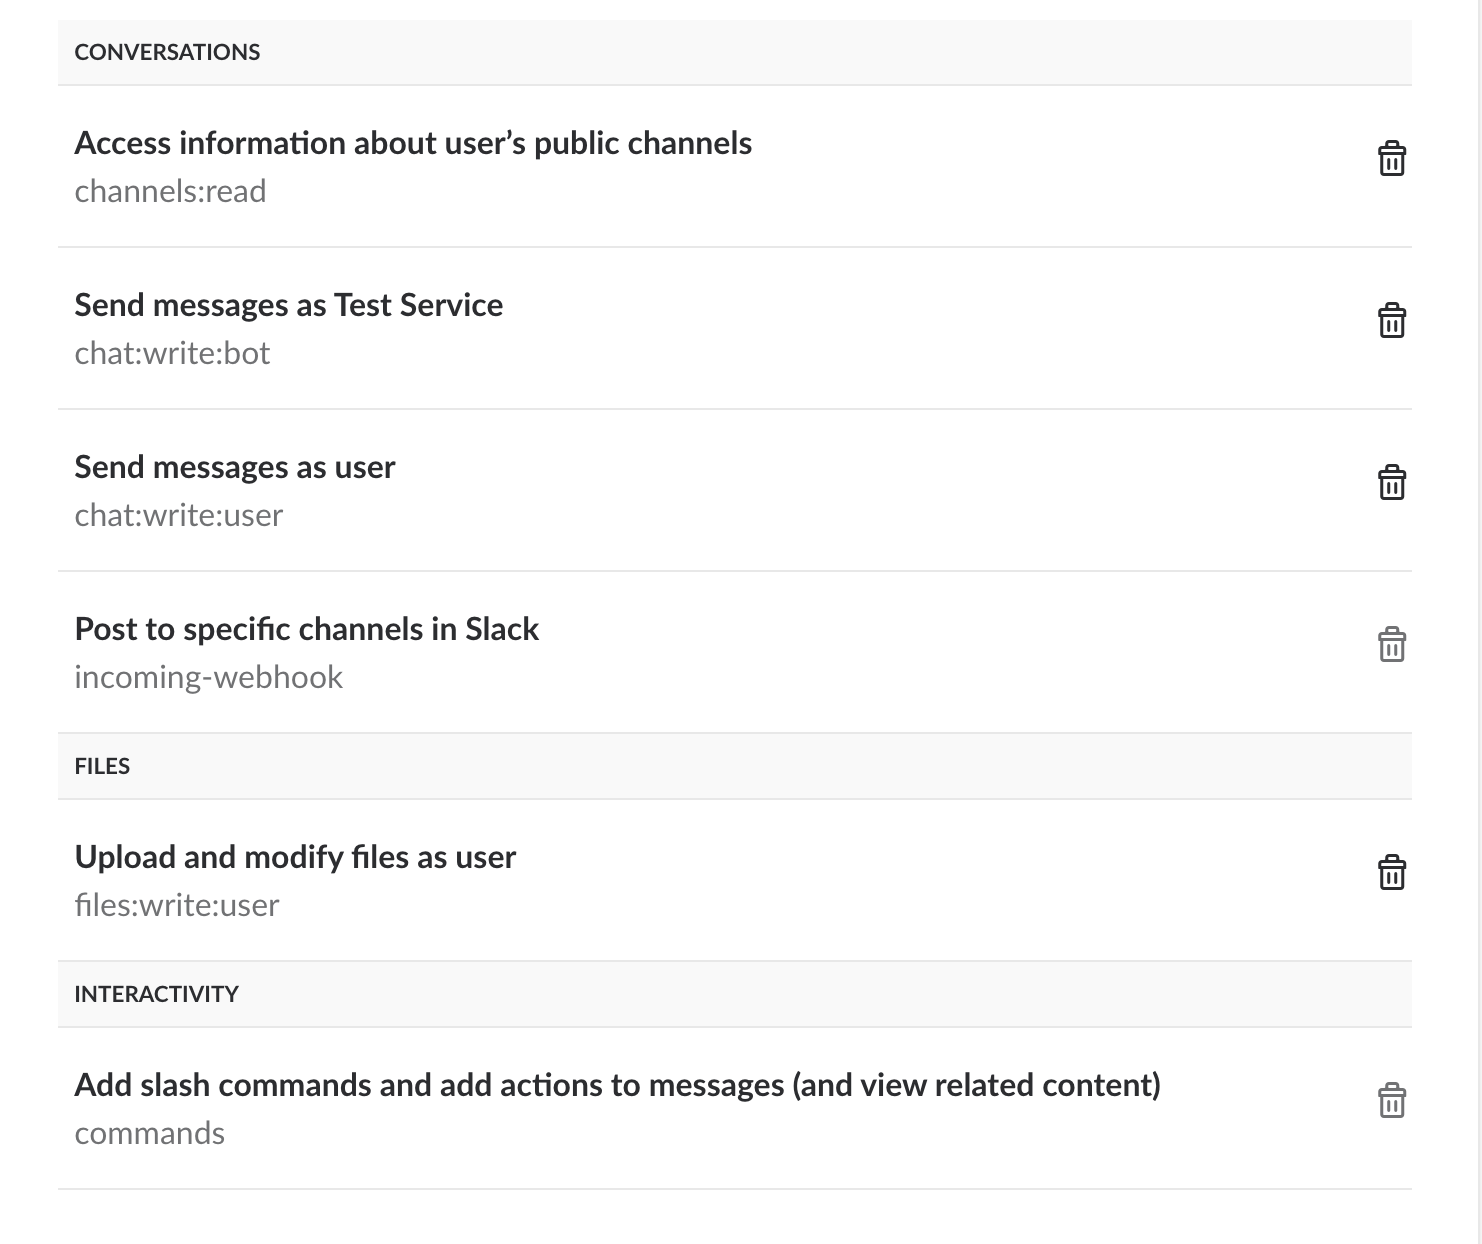 CONVERSATIONS
Access information about user’s public channels
channels:read
Send messages as Test Service
chat:write:bot
Send messages as user
chat:write:user
Post to specific channels in Slack
incoming-webhook
FILES
Upload and modify files as user
files:write:user
INTERACTIVITY
Add slash commands and add actions to messages (and view related content)
commands